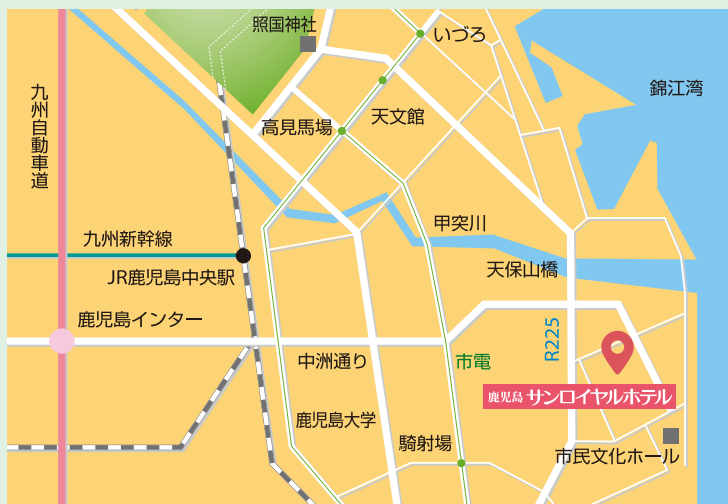 照国神社
いづろ
錦江湾
九州自動車道
天文館
高見馬場
甲突川
九州新幹線
天保山橋
JR鹿児島中央駅
鹿児島インター
R225
中洲通り
市電
鹿児島 サンロイヤルホテル
鹿児島大学
騎射場
市民文化ホール